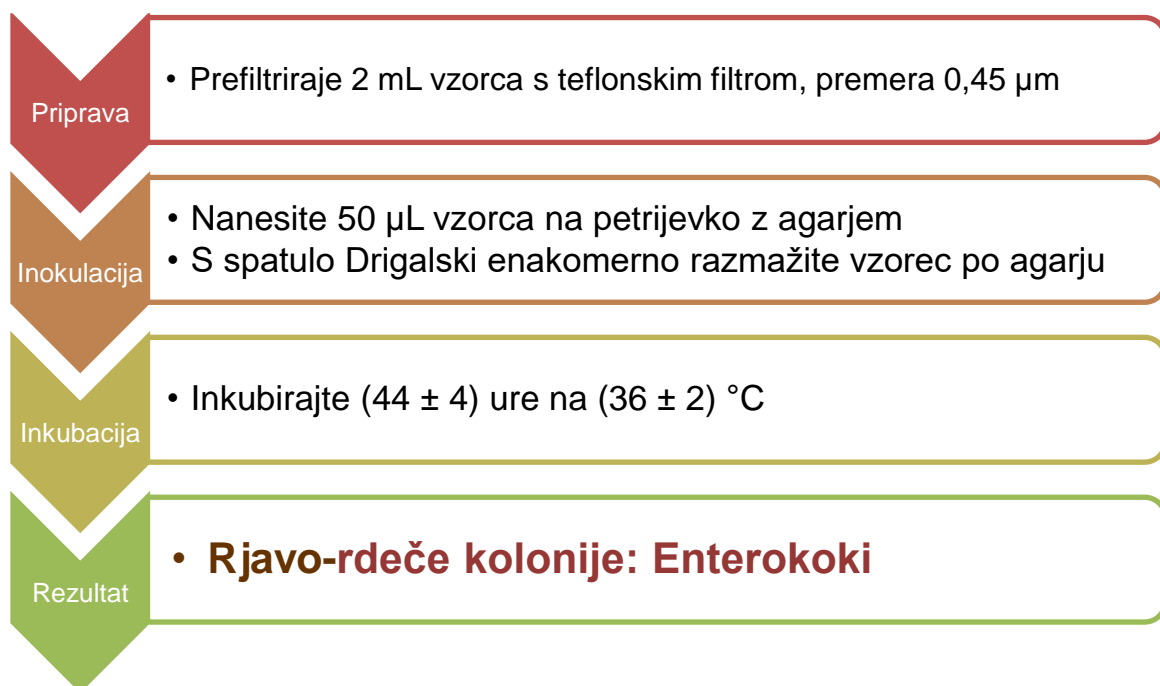 Priprava
• Prefiltriraje 2 mL vzorca s teflonskim filtrom, premera 0,45 µm
Inokulacija
• Nanesite 50 µL vzorca na petrijevko z agarjem
• S spatulo Drigalski enakomerno razmažite vzorec po agarju
Inkubacija
• Inkubirajte (44 ± 4) ure na (36 ± 2) °C
Rezultat
• Rjavo-rdeče kolonije: Enterokoki